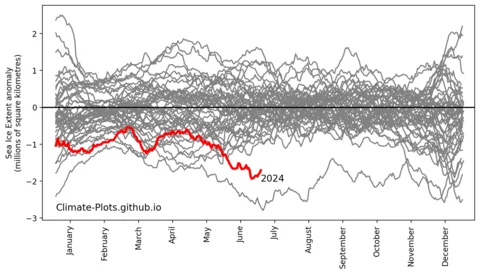 Sea Ice Extent anomaly
(millions of square kilometres)
2
1
0
−1
−2
−3
2024
Climate-Plots.github.io
January
February
March
April
May
June
July
August
September
October
November
December